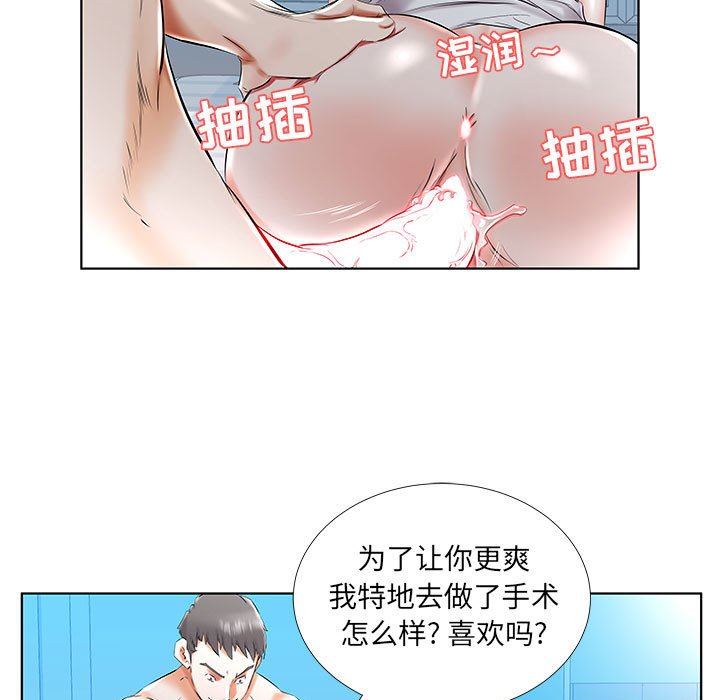 湿润~
抽插
抽插
为了让你更爽
我特地去做了手术
怎么样? 喜欢吗?